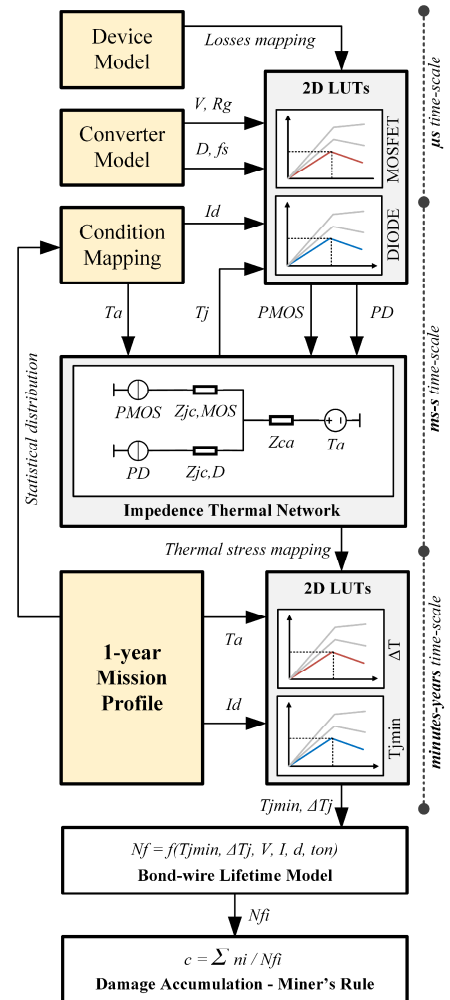 Device
Model
Losses mapping
2D LUTs
MOSFET
DIODE
Converter
Model
V, Rg
D, fs
Condition
Mapping
Id
Ta
Tj
PMOS
PD
PMOS
Zjc,MOS
PD
Zjc,D
Zca
Ta
Impedence Thermal Network
Statistical distribution
Thermal stress mapping
1-year
Mission
Profile
Ta
Id
2D LUTs
ΔT
Tjmin
Tjmin, ΔTj
Nf = f(Tjmin, ΔTj, V, I, d, ton)
Bond-wire Lifetime Model
Nfi
c = Σ ni / Nfi
Damage Accumulation - Miner's Rule
µs time-scale
ms-s time-scale
minutes-years time-scale